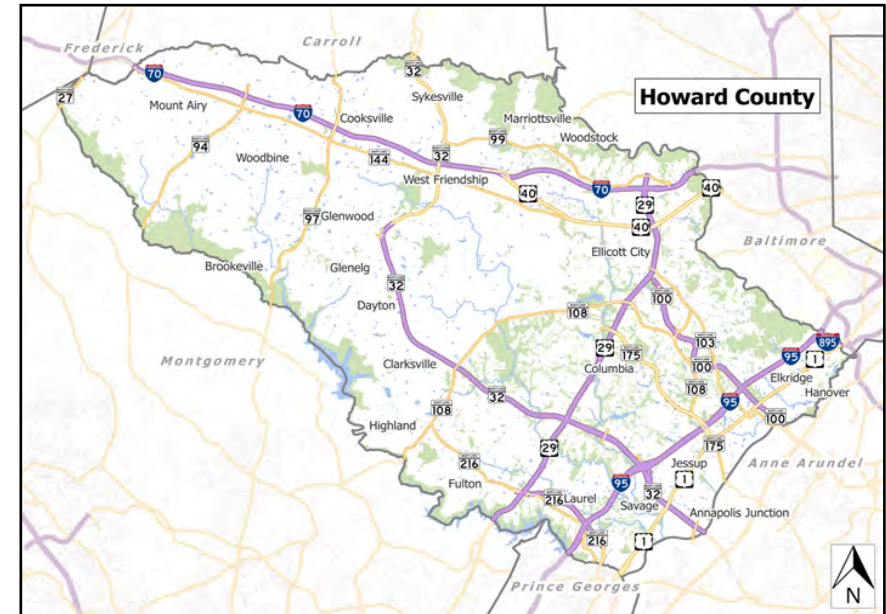 Frederick
Carroll
Howard County
70
32
27
Mount Airy
Sykesville
70
Cooksville
Marriottsville
94
99
Woodstock
Woodbine
144
32
West Friendship
40
70
40
29
97
Glenwood
40
Baltimore
Ellicott City
Brookeville
Glenelg
32
100
Dayton
108
103
895
Montgomery
29
175
95
1
Clarksville
Columbia
100
Elkridge
32
108
Hanover
95
108
100
Highland
29
175
216
Jessup
Anne Arundel
Fulton
95
1
216
Laurel
32
Savage
Annapolis Junction
216
1
Prince Georges
N